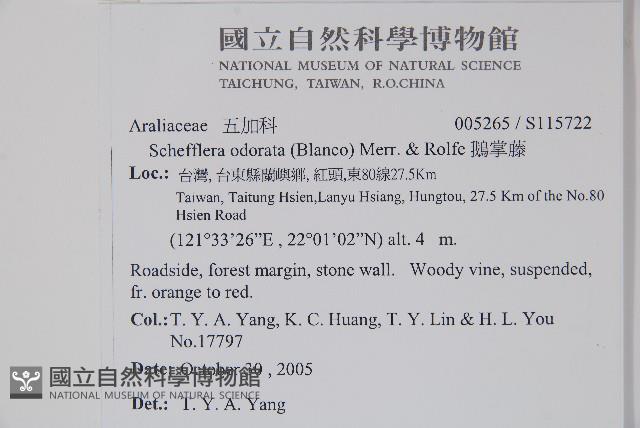 國立自然科學博物館
NATIONAL MUSEUM OF NATURAL SCIENCE
TAICHUNG, TAIWAN, R.O.CHINA
Araliaceae 五加科 005265 / S115722
Schefflera odorata (Blanco) Merr. & Rolfe 鵝掌藤
Loc.: 台灣, 台東縣蘭嶼鄉, 紅頭,東80線27.5Km
Taiwan, Taitung Hsien,Lanyu Hsiang, Hungtou, 27.5 Km of the No.80
Hsien Road
(121°33'26"E , 22°01'02"N) alt. 4 m.
Roadside, forest margin, stone wall. Woody vine, suspended,
fr. orange to red.
Col.:T. Y. A. Yang, K. C. Huang, T. Y. Lin & H. L. You
No.17797
Date: October 30 , 2005
國立自然科學博物館
NATIONAL MUSEUM OF NATURAL SCIENCE
Det.: T. Y. A. Yang